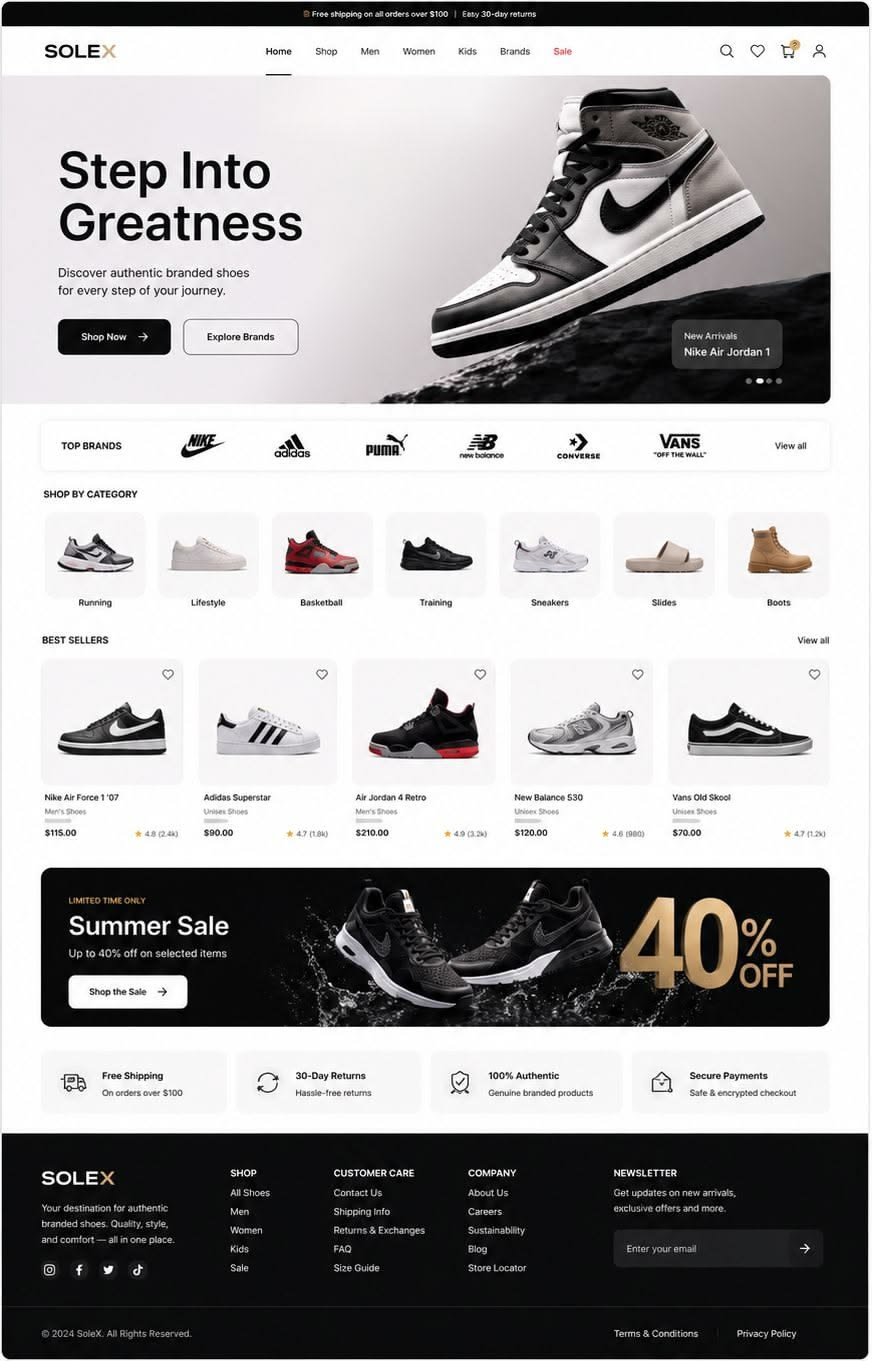 Free shipping on all orders over $100 | Easy 30-day returns
SOLEX
Home Shop Men Women Kids Brands Sale
Step Into
Greatness
Discover authentic branded shoes
for every step of your journey.
Shop Now → Explore Brands
New Arrivals
Nike Air Jordan 1
TOP BRANDS NIKE adidas PUMA NB new balance CONVERSE VANS "OFF THE WALL" View all
SHOP BY CATEGORY
Running Lifestyle Basketball Training Sneakers Slides Boots
BEST SELLERS View all
Nike Air Force 1 '07 Adidas Superstar Air Jordan 4 Retro New Balance 530 Vans Old Skool
Men's Shoes Unisex Shoes Men's Shoes Unisex Shoes Unisex Shoes
$115.00 ★ 4.8 (2.4k) $90.00 ★ 4.7 (1.8k) $210.00 ★ 4.9 (3.2k) $120.00 ★ 4.6 (980) $70.00 ★ 4.7 (1.2k)
LIMITED TIME ONLY
Summer Sale
Up to 40% off on selected items
Shop the Sale →
40% OFF
Free Shipping 30-Day Returns 100% Authentic Secure Payments
On orders over $100 Hassle-free returns Genuine branded products Safe & encrypted checkout
SOLEX
Your destination for authentic
branded shoes. Quality, style,
and comfort — all in one place.
SHOP
All Shoes
Men
Women
Kids
Sale
CUSTOMER CARE
Contact Us
Shipping Info
Returns & Exchanges
FAQ
Size Guide
COMPANY
About Us
Careers
Sustainability
Blog
Store Locator
NEWSLETTER
Get updates on new arrivals,
exclusive offers and more.
Enter your email →
© 2024 SoleX. All Rights Reserved. Terms & Conditions | Privacy Policy